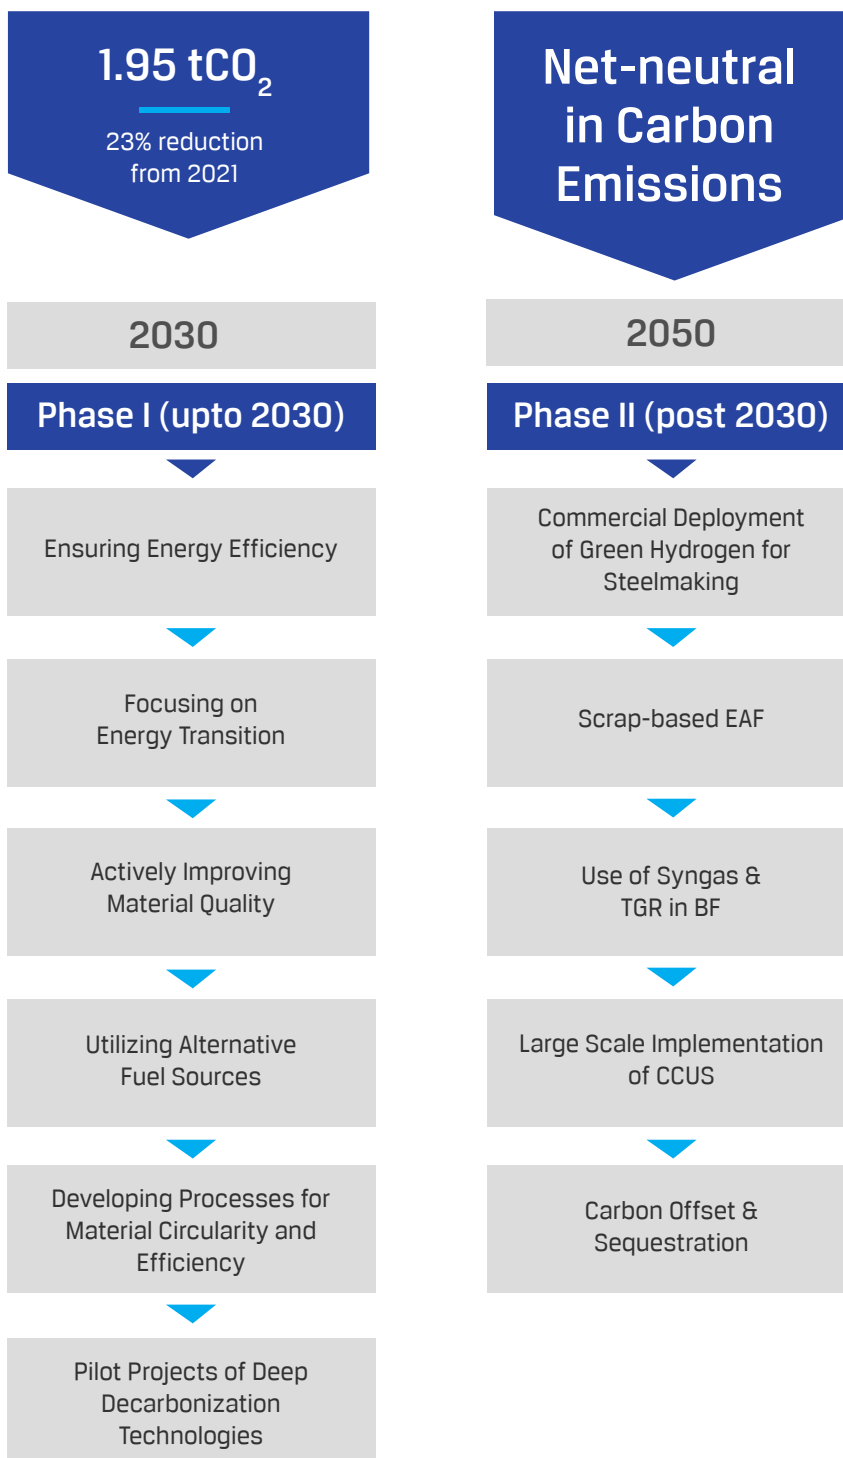 1.95 tCO₂
23% reduction
from 2021
2030
Phase I (upto 2030)
Ensuring Energy Efficiency
Focusing on
Energy Transition
Actively Improving
Material Quality
Utilizing Alternative
Fuel Sources
Developing Processes for
Material Circularity and
Efficiency
Pilot Projects of Deep
Decarbonization
Technologies
Net-neutral
in Carbon
Emissions
2050
Phase II (post 2030)
Commercial Deployment
of Green Hydrogen for
Steelmaking
Scrap-based EAF
Use of Syngas &
TGR in BF
Large Scale Implementation
of CCUS
Carbon Offset &
Sequestration